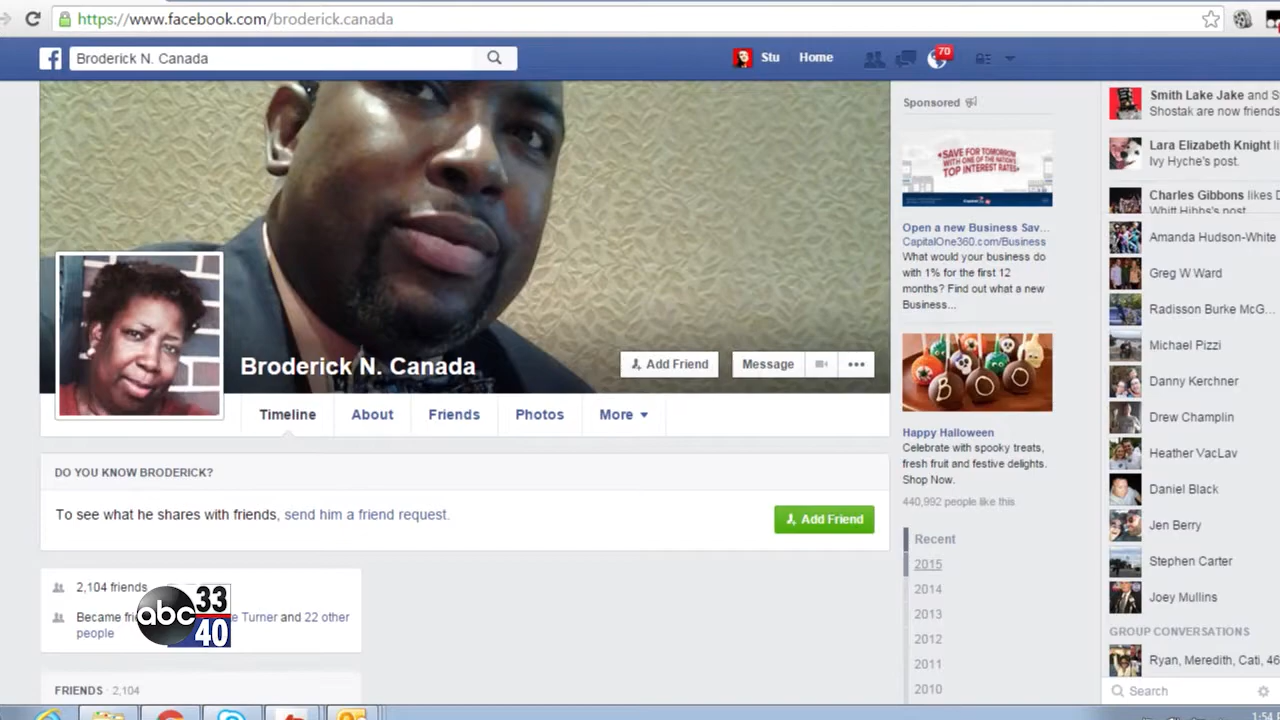 https://www.facebook.com/broderick.canada
Broderick N. Canada
Stu
Home
70
Broderick N. Canada
Add Friend
Message
Timeline
About
Friends
Photos
More
DO YOU KNOW BRODERICK?
To see what he shares with friends, send him a friend request.
Add Friend
2,104 friends
Became
Turner and 22 other
people
abc 33
40
FRIENDS · 2,104
Sponsored
SAVE FOR TOMORROW
WITH ONE OF THE NATION'S
TOP INTEREST RATES
Open a new Business Sav...
CapitalOne360.com/Business
What would your business do
with 1% for the first 12
months? Find out what a new
Business...
BOO
Happy Halloween
Celebrate with spooky treats,
fresh fruit and festive delights.
Shop Now.
440,992 people like this
Recent
2015
2014
2013
2012
2011
2010
Smith Lake Jake and
Shostak are now friends
Lara Elizabeth Knight
Ivy Hyche's post.
Charles Gibbons likes
Whitt Hibbs's post
Amanda Hudson-White
Greg W Ward
Radisson Burke McG...
Michael Pizzi
Danny Kerchner
Drew Champlin
Heather VacLav
Daniel Black
Jen Berry
Stephen Carter
Joey Mullins
GROUP CONVERSATIONS
Ryan, Meredith, Cati, 46
Search